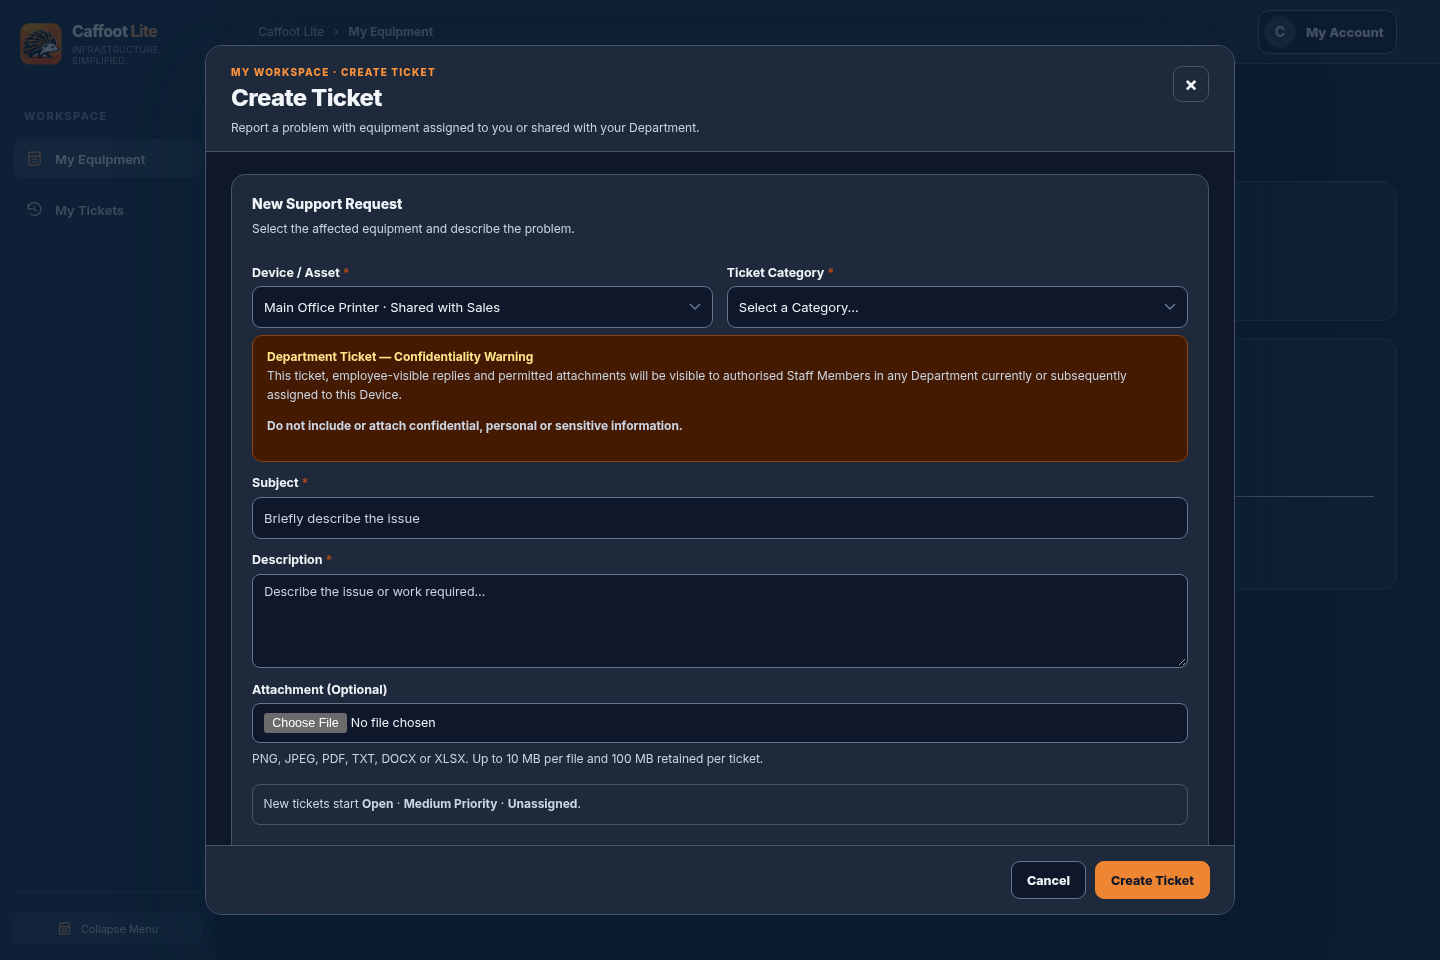 Caffoot Lite
INFRASTRUCTURE,
SIMPLIFIED.
Caffoot Lite › My Equipment
C My Account
WORKSPACE
My Equipment
My Tickets
Collapse Menu
MY WORKSPACE · CREATE TICKET
Create Ticket
Report a problem with equipment assigned to you or shared with your Department.
×
New Support Request
Select the affected equipment and describe the problem.
Device / Asset * Ticket Category *
Main Office Printer · Shared with Sales Select a Category...
Department Ticket — Confidentiality Warning
This ticket, employee-visible replies and permitted attachments will be visible to authorised Staff Members in any Department currently or subsequently
assigned to this Device.
Do not include or attach confidential, personal or sensitive information.
Subject *
Briefly describe the issue
Description *
Describe the issue or work required...
Attachment (Optional)
Choose File No file chosen
PNG, JPEG, PDF, TXT, DOCX or XLSX. Up to 10 MB per file and 100 MB retained per ticket.
New tickets start Open · Medium Priority · Unassigned.
Cancel Create Ticket